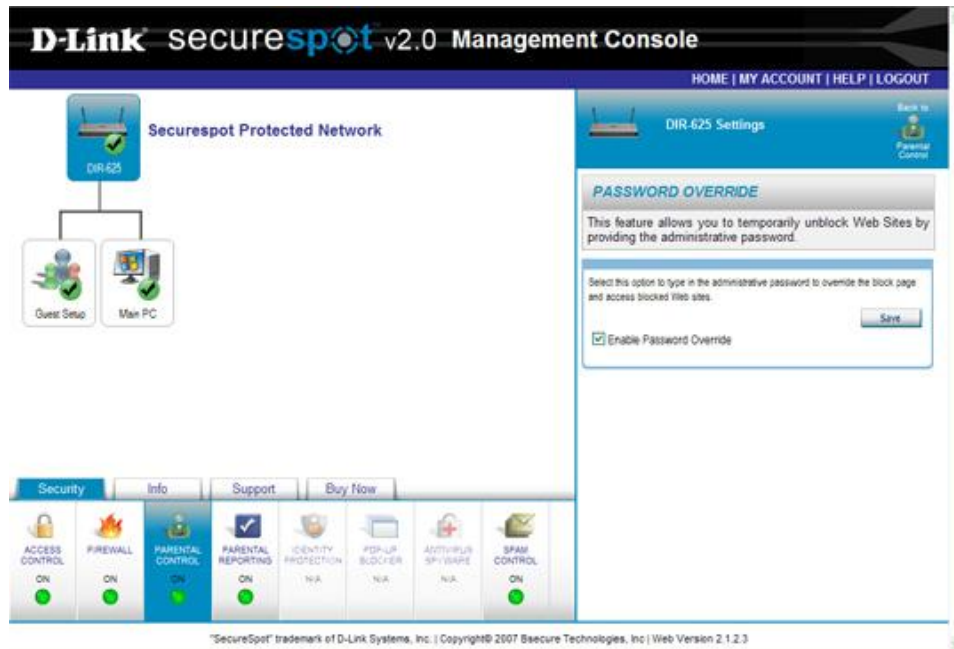 D-Link securespot v2.0 Management Console
HOME | MY ACCOUNT | HELP | LOGOUT
DIR-625
Securespot Protected Network
Guest Setup
Main PC
DIR-625 Settings
Back to
Parental
Control
PASSWORD OVERRIDE
This feature allows you to temporarily unblock Web Sites by
providing the administrative password.
Select this option to type in the administrative password to override the block page
and access blocked Web sites.
Save
Enable Password Override
Security Info Support Buy Now
ACCESS
CONTROL
ON
FIREWALL
ON
PARENTAL
CONTROL
ON
PARENTAL
REPORTING
ON
IDENTITY
PROTECTION
N/A
POP-UP
BLOCKER
N/A
ANTIVIRUS
SPYWARE
N/A
SPAM
CONTROL
ON
"SecureSpot" trademark of D-Link Systems, Inc. | Copyright© 2007 Bsecure Technologies, Inc | Web Version 2.1.2.3